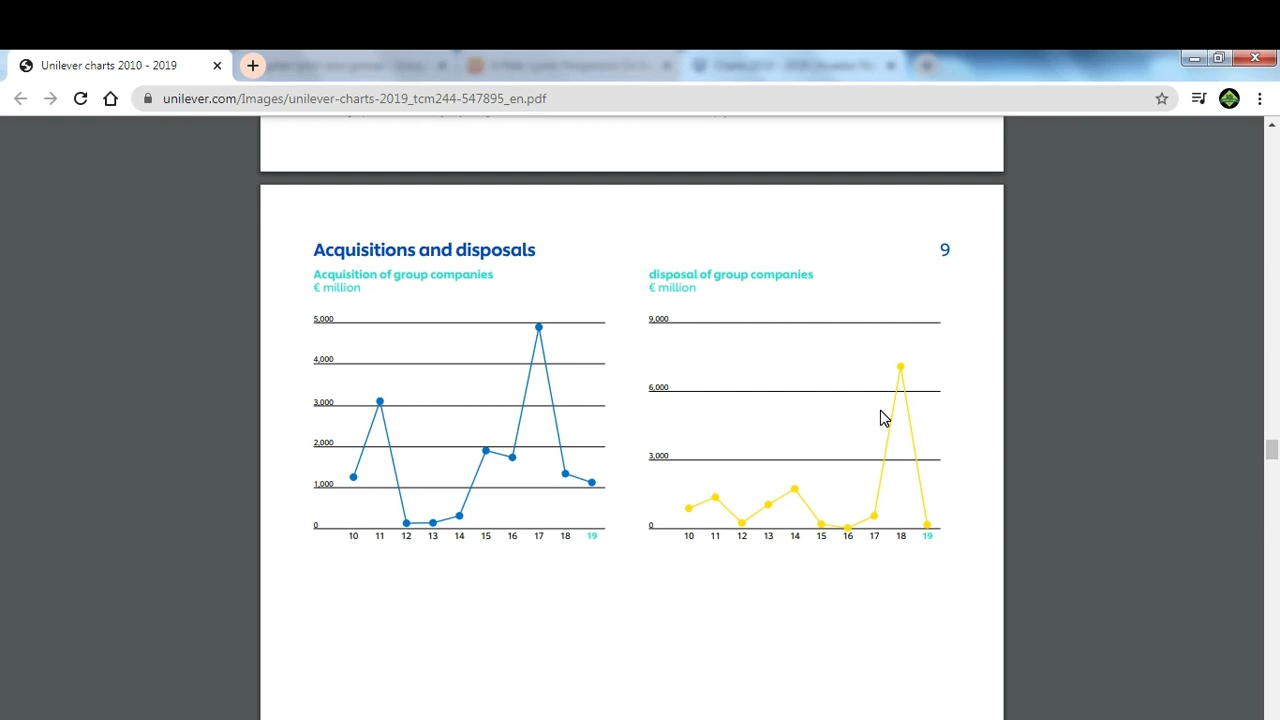 Unilever charts 2010 - 2019
unilever.com/Images/unilever-charts-2019_tcm244-547895_en.pdf
Acquisitions and disposals
9
Acquisition of group companies
€ million
5,000
4,000
3,000
2,000
1,000
0
10 11 12 13 14 15 16 17 18 19
disposal of group companies
€ million
9,000
6,000
3,000
0
10 11 12 13 14 15 16 17 18 19